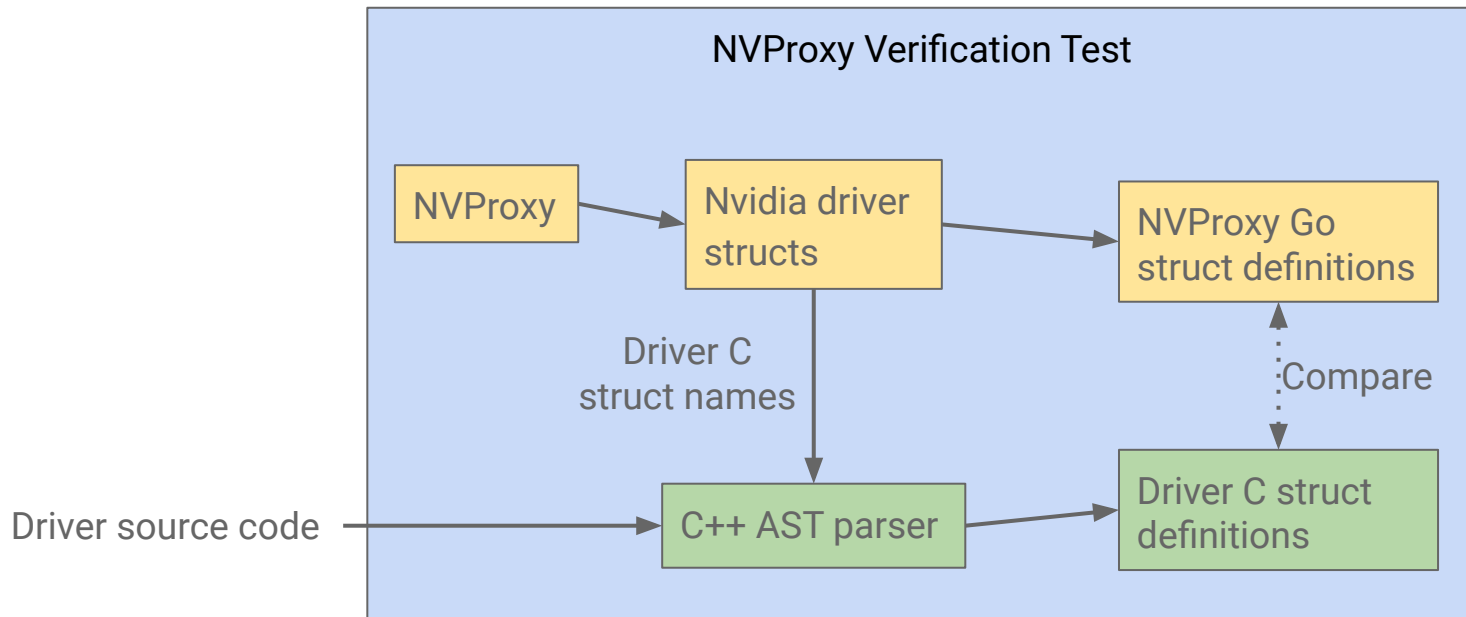 NVProxy Verification Test
NVProxy
Nvidia driver
structs
NVProxy Go
struct definitions
Driver C
struct names
Compare
Driver source code
C++ AST parser
Driver C struct
definitions